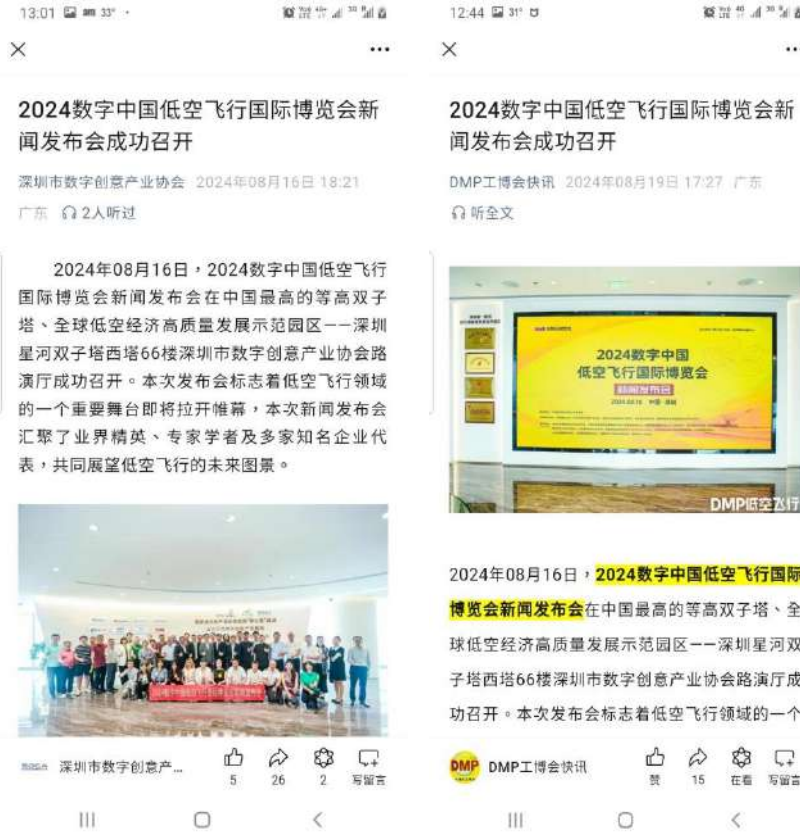 13:01
33°
2024数字中国低空飞行国际博览会新
闻发布会成功召开
深圳市数字创意产业协会 2024年08月16日 18:21
广东 2人听过
2024年08月16日，2024数字中国低空飞行
国际博览会新闻发布会在中国最高的等高双子
塔、全球低空经济高质量发展示范园区——深圳
星河双子塔西塔66楼深圳市数字创意产业协会路
演厅成功召开。本次发布会标志着低空飞行领域
的一个重要舞台即将拉开帷幕，本次新闻发布会
汇聚了业界精英、专家学者及多家知名企业代
表，共同展望低空飞行的未来图景。
深圳市数字创意产...
5
26
2
写留言
12:44
31°
2024数字中国低空飞行国际博览会新
闻发布会成功召开
DMP工博会快讯 2024年08月19日 17:27 广东
听全文
2024数字中国
低空飞行国际博览会
新闻发布会
DMP低空飞行
2024年08月16日，2024数字中国低空飞行国际
博览会新闻发布会在中国最高的等高双子塔、全
球低空经济高质量发展示范园区——深圳星河双
子塔西塔66楼深圳市数字创意产业协会路演厅成
功召开。本次发布会标志着低空飞行领域的一个
DMP
DMP工博会快讯
赞
15
在看
写留言